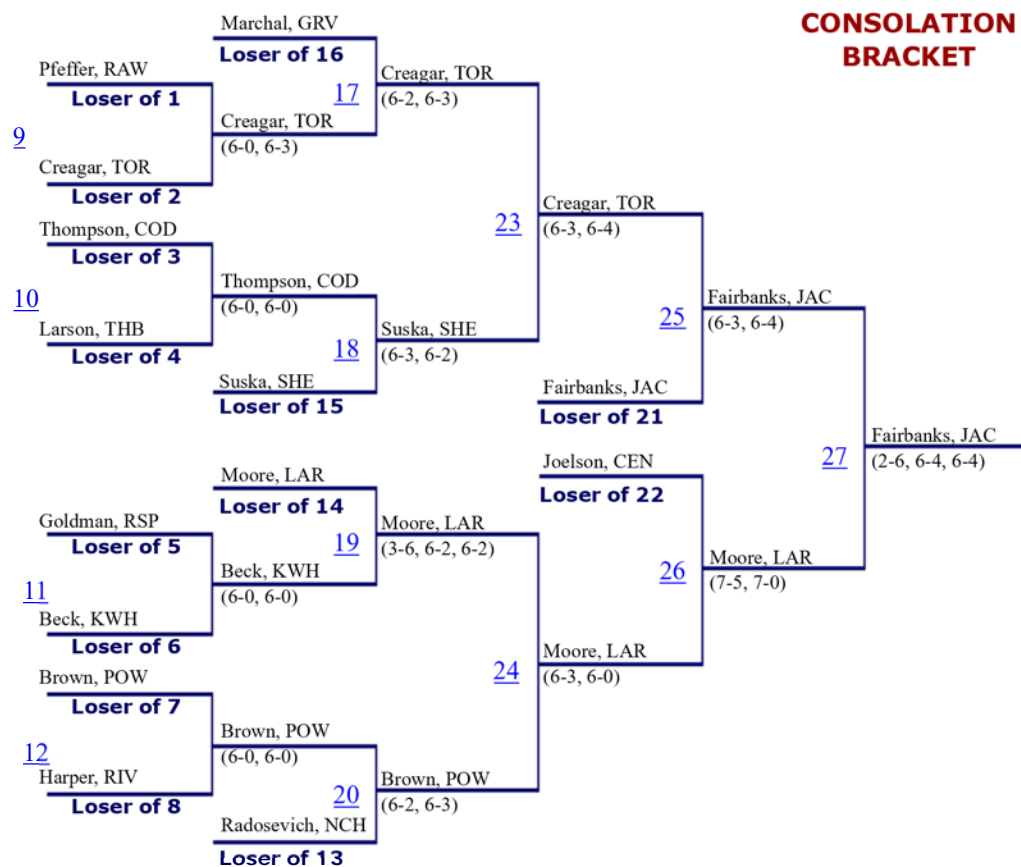 CONSOLATION
BRACKET
Marchal, GRV
Loser of 16
Pfeffer, RAW
Loser of 1
17
Creagar, TOR
(6-2, 6-3)
9
Creagar, TOR
(6-0, 6-3)
Creagar, TOR
Loser of 2
23
Creagar, TOR
(6-3, 6-4)
Thompson, COD
Loser of 3
10
Thompson, COD
(6-0, 6-0)
Larson, THB
Loser of 4
18
Suska, SHE
(6-3, 6-2)
Suska, SHE
Loser of 15
25
Fairbanks, JAC
(6-3, 6-4)
Fairbanks, JAC
Loser of 21
27
Fairbanks, JAC
(2-6, 6-4, 6-4)
Joelson, CEN
Loser of 22
Moore, LAR
Loser of 14
Goldman, RSP
Loser of 5
19
Moore, LAR
(3-6, 6-2, 6-2)
11
Beck, KWH
(6-0, 6-0)
Beck, KWH
Loser of 6
26
Moore, LAR
(7-5, 7-0)
24
Moore, LAR
(6-3, 6-0)
Brown, POW
Loser of 7
12
Brown, POW
(6-0, 6-0)
Harper, RIV
Loser of 8
20
Brown, POW
(6-2, 6-3)
Radosevich, NCH
Loser of 13